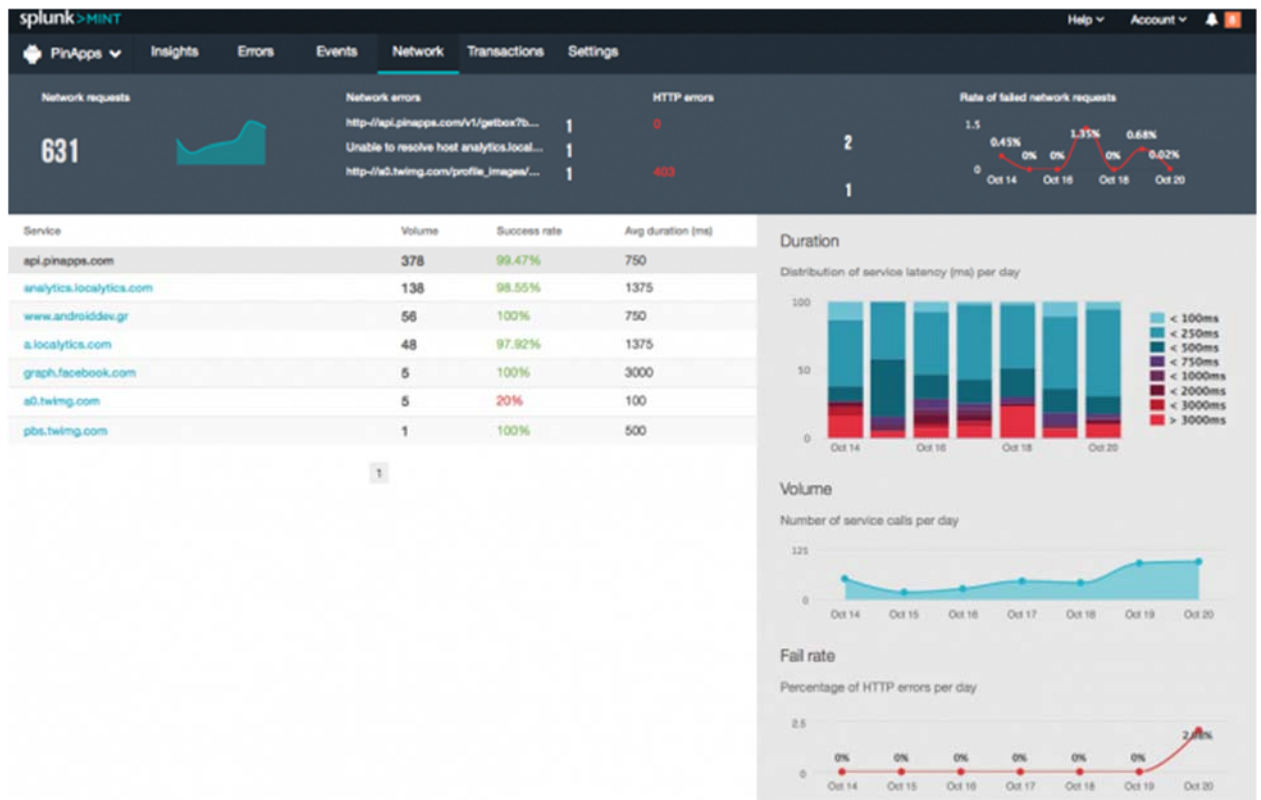 splunk>MINT
Help Account 8
PinApps Insights Errors Events Network Transactions Settings
Network requests
631
Network errors
http-//api.pinapps.com/v1/getbox?b... 1
Unable to resolve host analytics.local... 1
http-//a0.twimg.com/profile_images/... 1
HTTP errors
0 2
403 1
Rate of failed network requests
1.5
0
0.45% 0% 0% 1.35% 0% 0.68% 0.02%
Oct 14 Oct 16 Oct 18 Oct 20
Service Volume Success rate Avg duration (ms)
api.pinapps.com 378 99.47% 750
analytics.localytics.com 138 98.55% 1375
www.androiddev.gr 56 100% 750
a.localytics.com 48 97.92% 1375
graph.facebook.com 5 100% 3000
a0.twimg.com 5 20% 100
pbs.twimg.com 1 100% 500
1
Duration
Distribution of service latency (ms) per day
100
50
0
Oct 14 Oct 16 Oct 18 Oct 20
< 100ms
< 250ms
< 500ms
< 750ms
< 1000ms
< 2000ms
< 3000ms
> 3000ms
Volume
Number of service calls per day
125
0
Oct 14 Oct 15 Oct 16 Oct 17 Oct 18 Oct 19 Oct 20
Fail rate
Percentage of HTTP errors per day
2.5
0
0% 0% 0% 0% 0% 0%
Oct 14 Oct 15 Oct 16 Oct 17 Oct 18 Oct 19 Oct 20